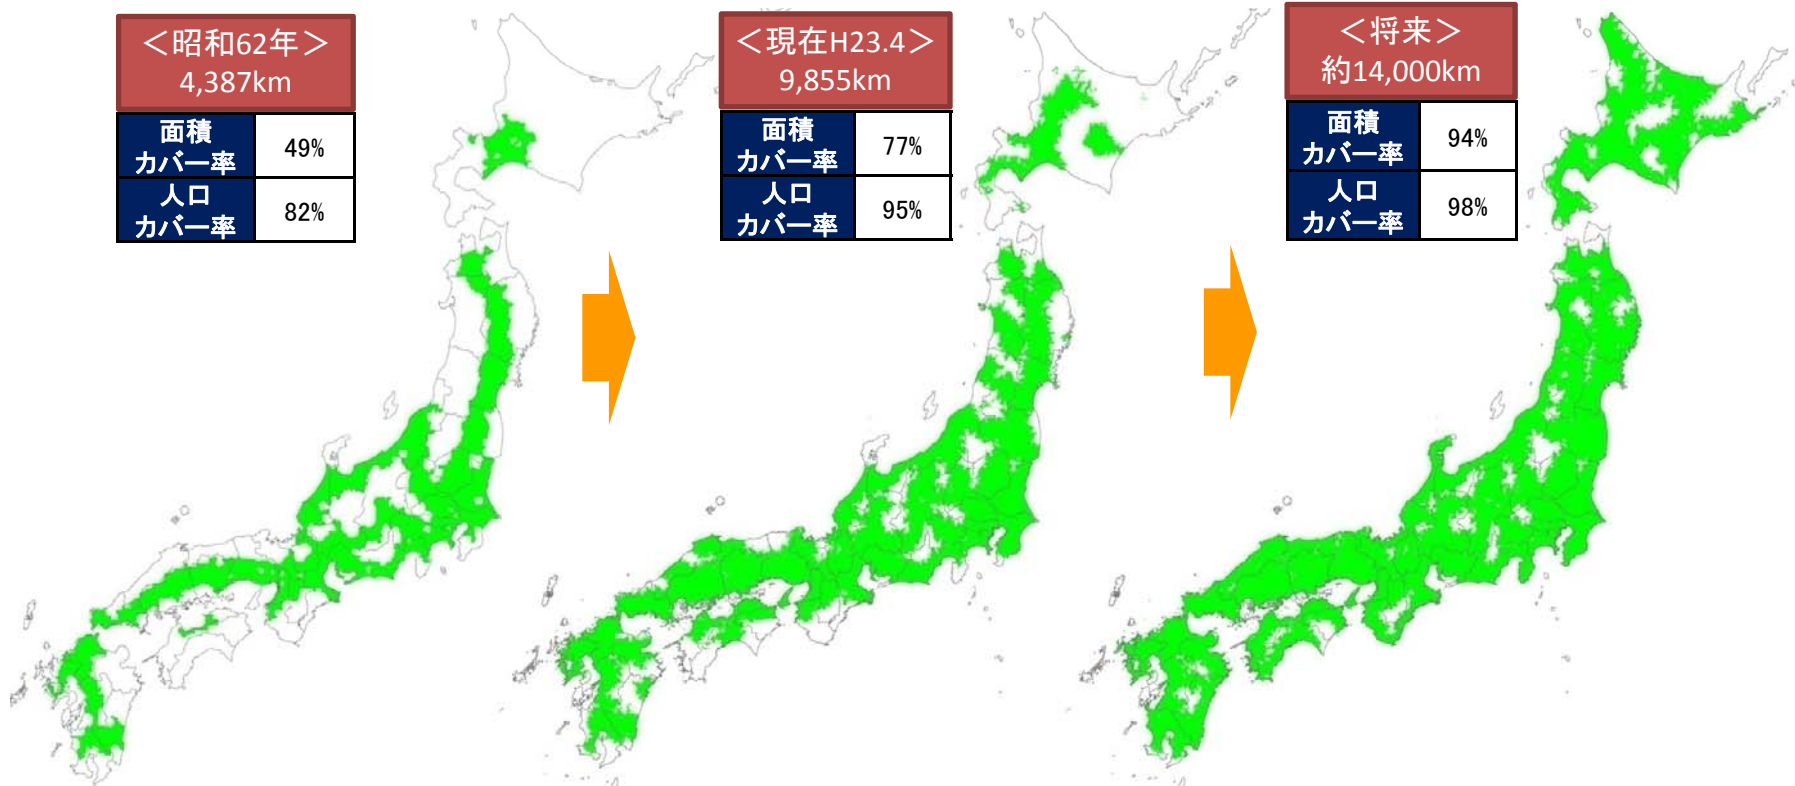 ＜昭和62年＞
4,387km
面積
カバー率
49%
人口
カバー率
82%
＜現在H23.4＞
9,855km
面積
カバー率
77%
人口
カバー率
95%
＜将来＞
約14,000km
面積
カバー率
94%
人口
カバー率
98%